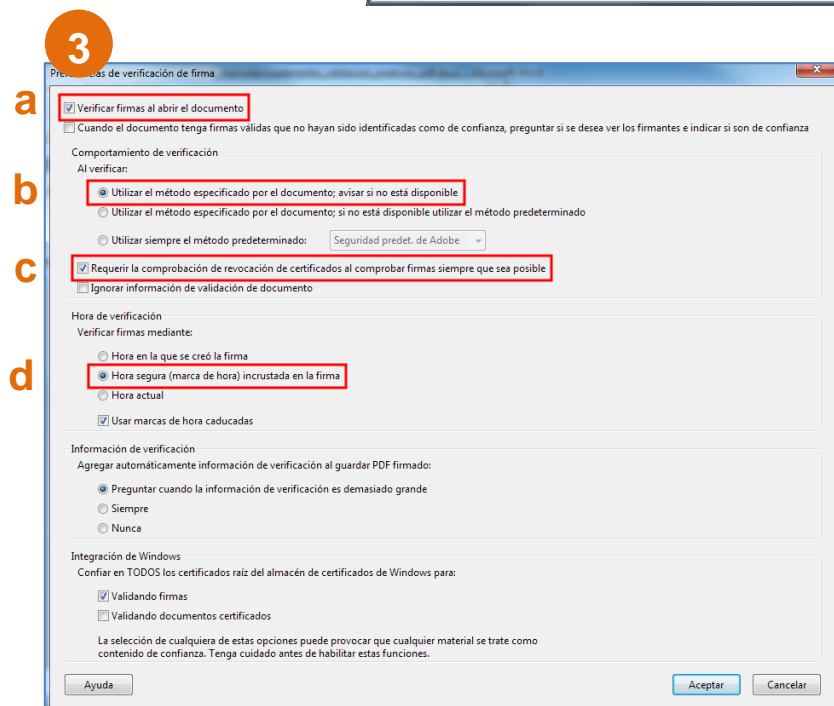 3
Preferencias de verificación de firma
a
Verificar firmas al abrir el documento
Cuando el documento tenga firmas válidas que no hayan sido identificadas como de confianza, preguntar si se desea ver los firmantes e indicar si son de confianza
Comportamiento de verificación
Al verificar:
b
Utilizar el método especificado por el documento; avisar si no está disponible
Utilizar el método especificado por el documento; si no está disponible utilizar el método predeterminado
Utilizar siempre el método predeterminado: Seguridad predet. de Adobe
c
Requerir la comprobación de revocación de certificados al comprobar firmas siempre que sea posible
Ignorar información de validación de documento
Hora de verificación
Verificar firmas mediante:
Hora en la que se creó la firma
d
Hora segura (marca de hora) incrustada en la firma
Hora actual
Usar marcas de hora caducadas
Información de verificación
Agregar automáticamente información de verificación al guardar PDF firmado:
Preguntar cuando la información de verificación es demasiado grande
Siempre
Nunca
Integración de Windows
Confiar en TODOS los certificados raíz del almacén de certificados de Windows para:
Validando firmas
Validando documentos certificados
La selección de cualquiera de estas opciones puede provocar que cualquier material se trate como
contenido de confianza. Tenga cuidado antes de habilitar estas funciones.
Ayuda Aceptar Cancelar